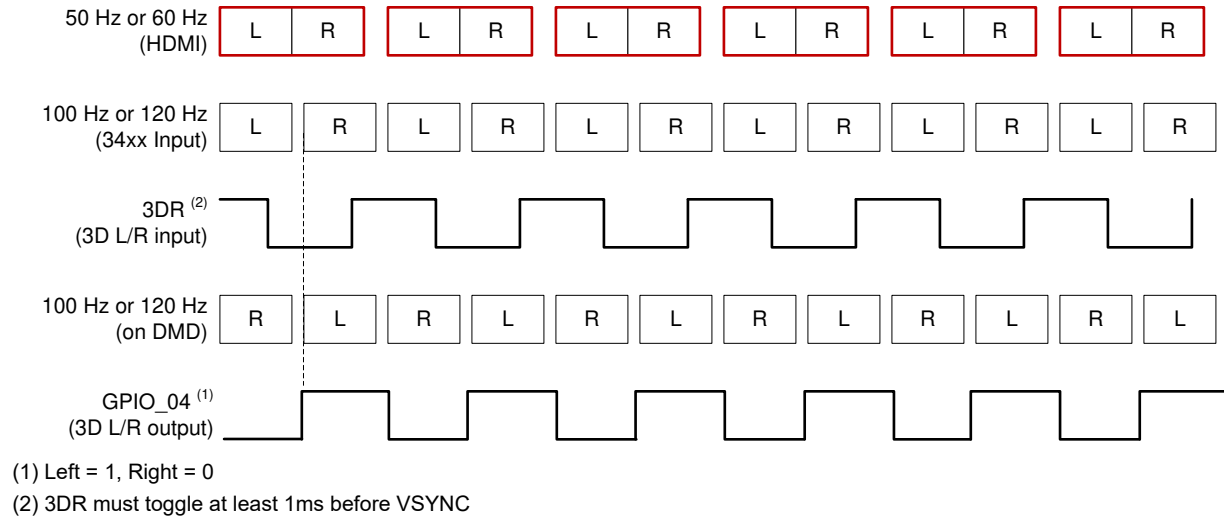 50 Hz or 60 Hz
(HDMI)
L R L R L R L R L R L R
100 Hz or 120 Hz
(34xx Input)
L R L R L R L R L R L R
3DR (2)
(3D L/R input)
100 Hz or 120 Hz
(on DMD)
R L R L R L R L R L R L
GPIO_04 (1)
(3D L/R output)
(1) Left = 1, Right = 0
(2) 3DR must toggle at least 1ms before VSYNC